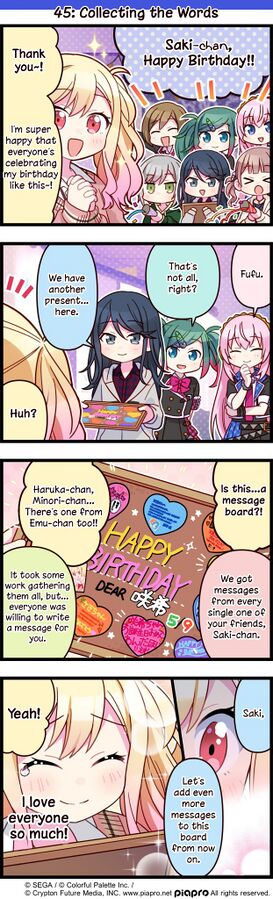 45: Collecting the Words
Thank
you~!
Saki-chan,
Happy Birthday!!
I'm super
happy that
everyone's
celebrating
my birthday
like this~!
We have
another
present...
here.
That's
not all,
right?
Fufu.
Huh?
Haruka-chan,
Minori-chan...
There's one from
Emu-chan too!!
Is this...a
message
board?!
HAPPY
BIRTHDAY
DEAR 咲希
59
It took some
work gathering
them all, but...
everyone was
willing to write
a message for
you.
We got
messages
from every
single one of
your friends,
Saki-chan.
Yeah!
Saki,
I love
everyone
so much!
Let's
add even
more
messages to
this board
from now
on.
© SEGA / © Colorful Palette Inc. /
© Crypton Future Media, INC. www.piapro.net piapro All rights reserved.